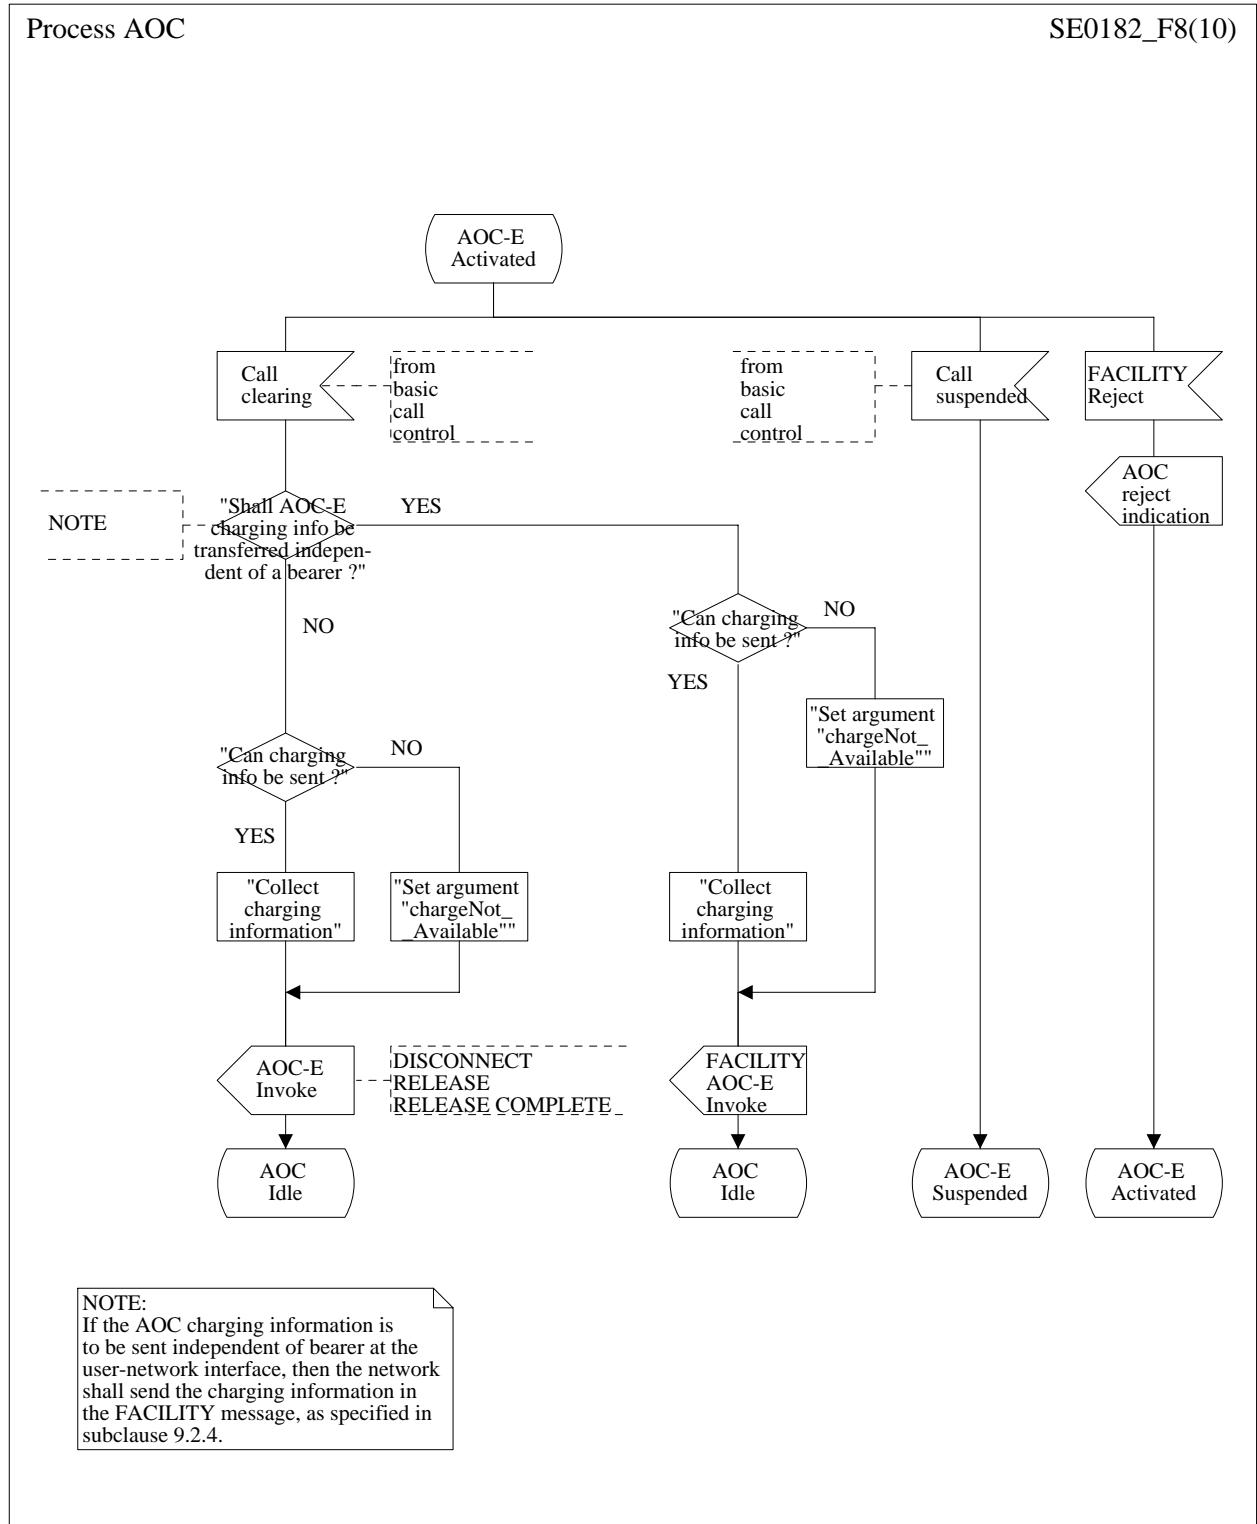 Process AOC
SE0182_F8(10)
AOC-E
Activated
Call
clearing
from
basic
call
control
from
basic
call
control
Call
suspended
FACILITY
Reject
AOC
reject
indication
NOTE
"Shall AOC-E
charging info be
transferred indepen-
dent of a bearer ?"
YES
NO
"Can charging
info be sent ?"
NO
YES
"Set argument
"chargeNot_
_Available""
"Can charging
info be sent ?"
NO
YES
"Collect
charging
information"
"Set argument
"chargeNot_
_Available""
"Collect
charging
information"
AOC-E
Invoke
DISCONNECT
RELEASE
RELEASE COMPLETE
FACILITY
AOC-E
Invoke
AOC
Idle
AOC
Idle
AOC-E
Suspended
AOC-E
Activated
NOTE:
If the AOC charging information is
to be sent independent of bearer at the
user-network interface, then the network
shall send the charging information in
the FACILITY message, as specified in
subclause 9.2.4.